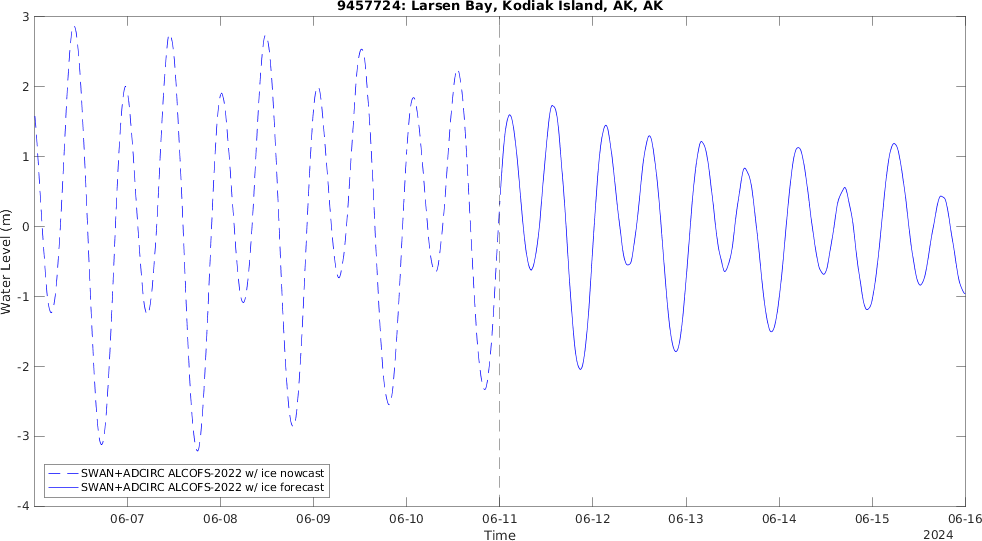 9457724: Larsen Bay, Kodiak Island, AK, AK
3
2
1
0
-1
-2
-3
-4
Water Level (m)
SWAN+ADCIRC ALCOFS-2022 w/ ice nowcast
SWAN+ADCIRC ALCOFS-2022 w/ ice forecast
06-07 06-08 06-09 06-10 06-11 06-12 06-13 06-14 06-15 06-16
Time
2024